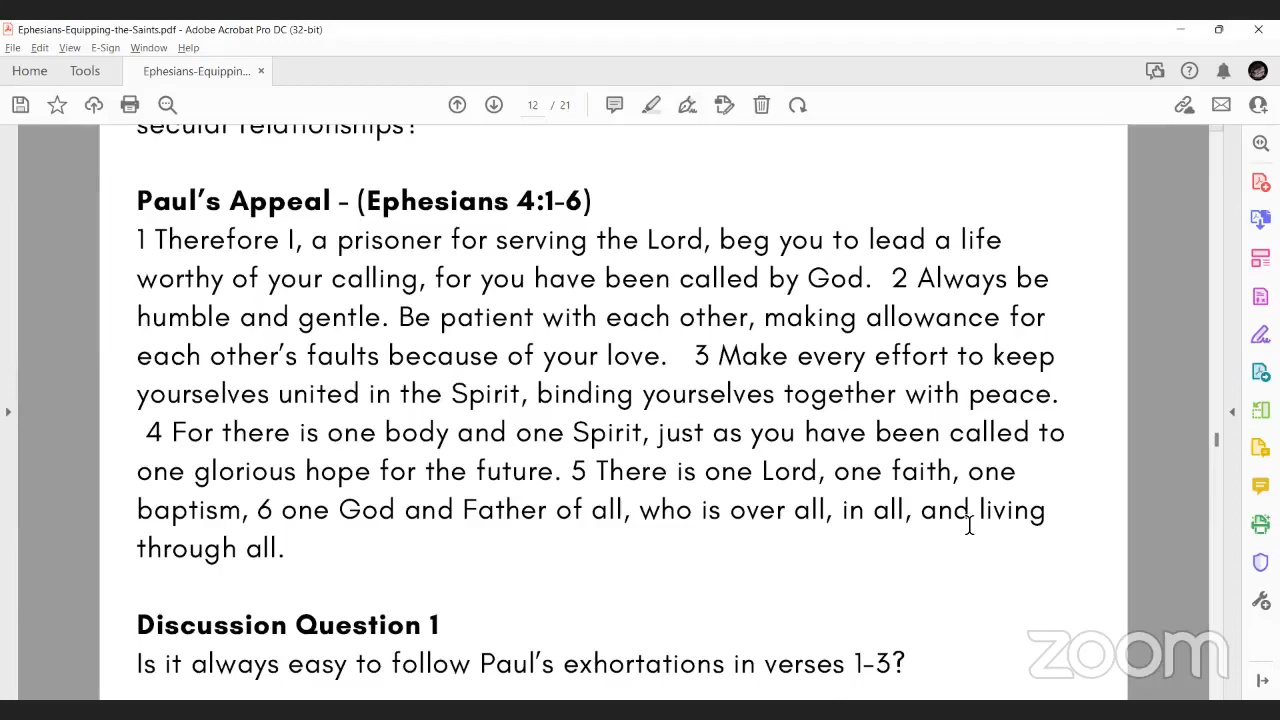 Ephesians-Equipping-the-Saints.pdf - Adobe Acrobat Pro DC (32-bit)
File Edit View E-Sign Window Help
Home Tools Ephesians-Equippin... ×
12 / 21
secular relationships?
Paul's Appeal - (Ephesians 4:1-6)
1 Therefore I, a prisoner for serving the Lord, beg you to lead a life
worthy of your calling, for you have been called by God. 2 Always be
humble and gentle. Be patient with each other, making allowance for
each other's faults because of your love. 3 Make every effort to keep
yourselves united in the Spirit, binding yourselves together with peace.
4 For there is one body and one Spirit, just as you have been called to
one glorious hope for the future. 5 There is one Lord, one faith, one
baptism, 6 one God and Father of all, who is over all, in all, and living
through all.
Discussion Question 1
Is it always easy to follow Paul's exhortations in verses 1-3?
zoom